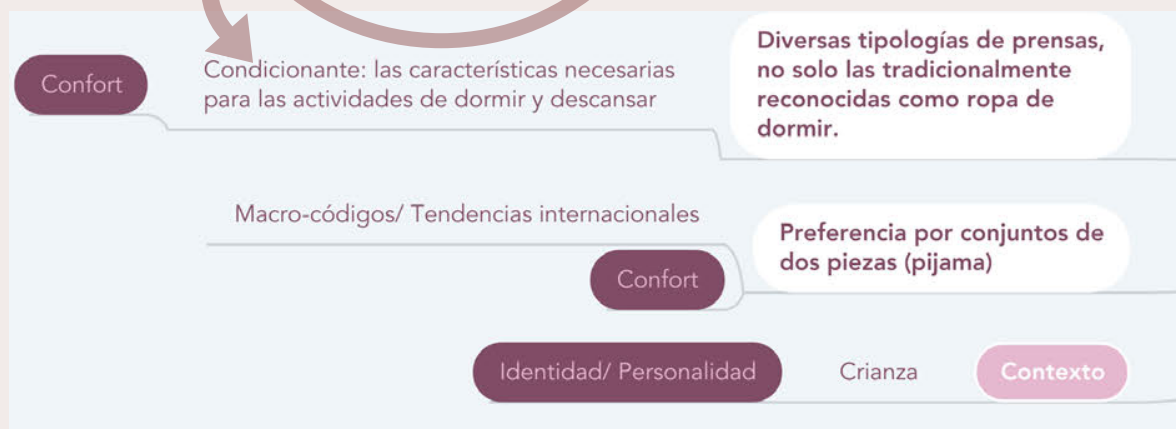 Confort
Condicionante: las características necesarias
para las actividades de dormir y descansar
Diversas tipologías de prensas,
no solo las tradicionalmente
reconocidas como ropa de
dormir.
Macro-códigos/ Tendencias internacionales
Confort
Preferencia por conjuntos de
dos piezas (pijama)
Identidad/ Personalidad
Crianza
Contexto